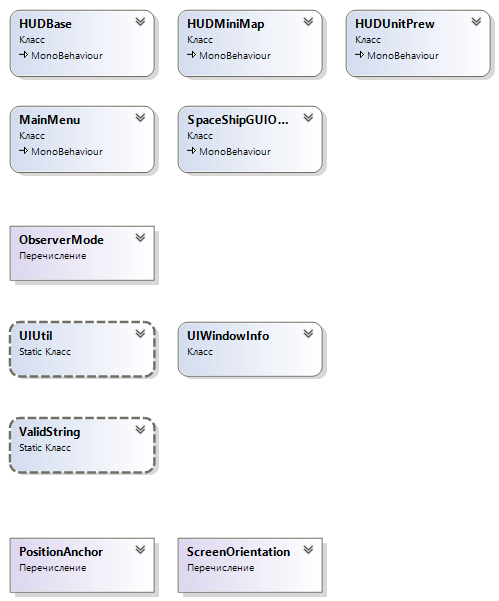 HUDBase
Класс
MonoBehaviour
HUDMiniMap
Класс
MonoBehaviour
HUDUnitPrew
Класс
MonoBehaviour
MainMenu
Класс
MonoBehaviour
SpaceShipGUIO...
Класс
MonoBehaviour
ObserverMode
Перечисление
UIUtil
Static Класс
UIWindowInfo
Класс
ValidString
Static Класс
PositionAnchor
Перечисление
ScreenOrientation
Перечисление